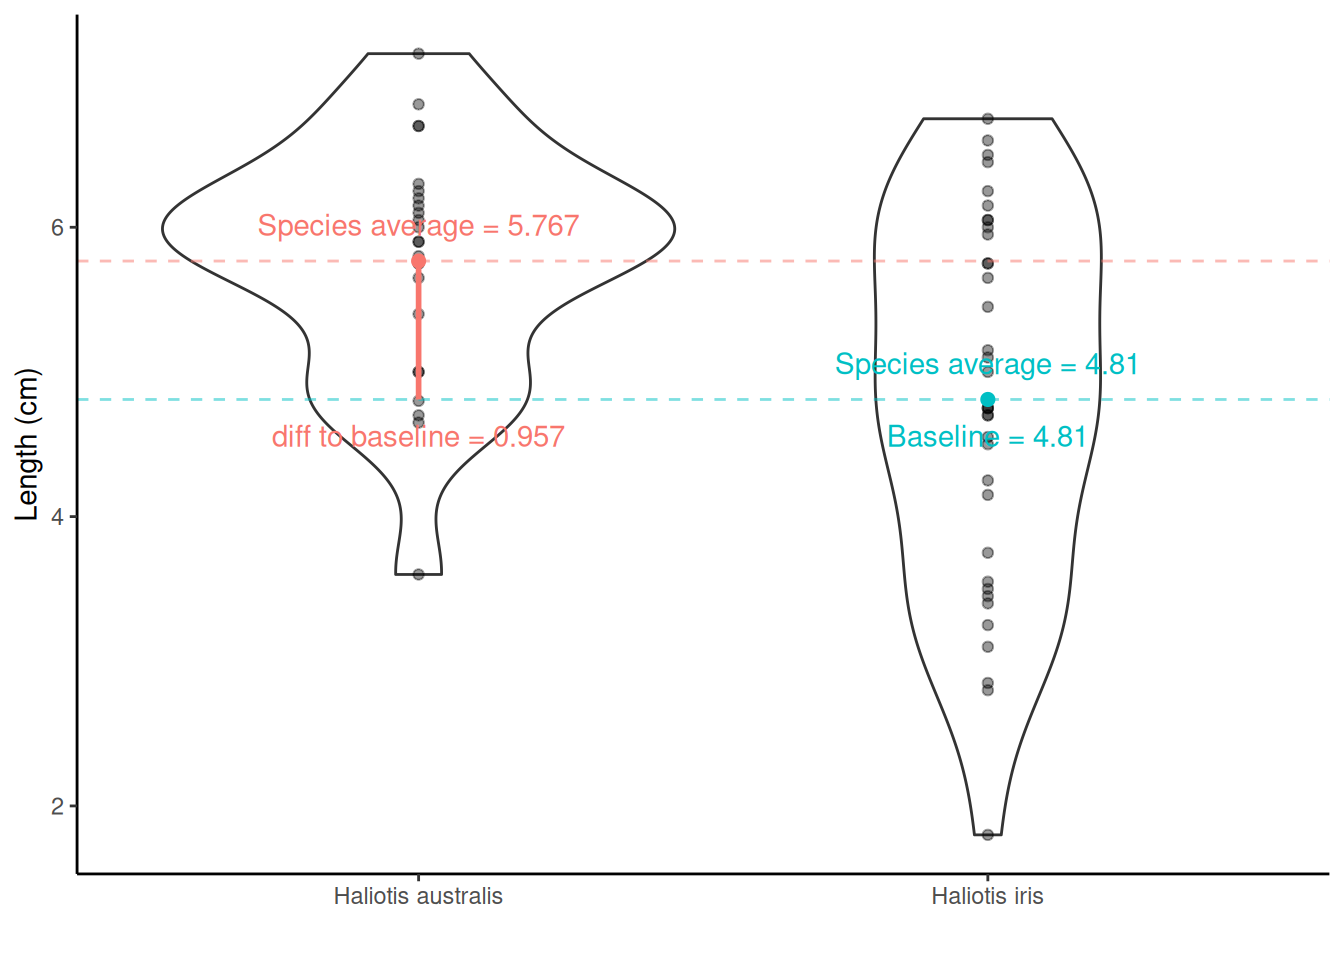 Length (cm)
6
4
2
Species average = 5.767
diff to baseline = 0.957
Species average = 4.81
Baseline = 4.81
Haliotis australis
Haliotis iris